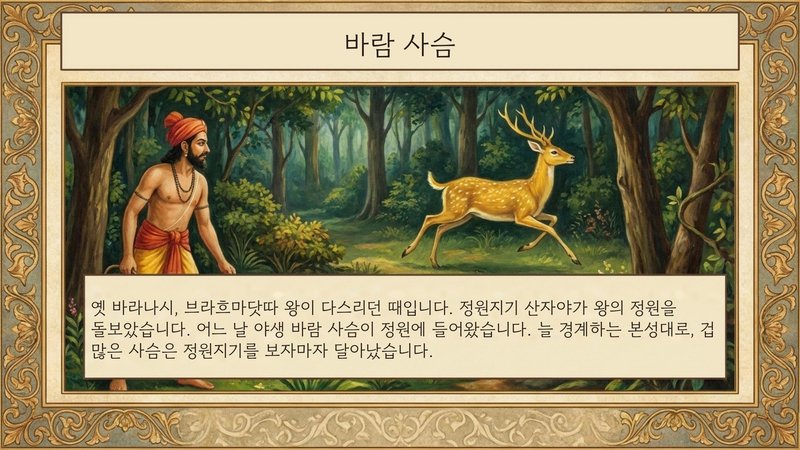 바람 사슴
옛 바라나시, 브라흐마닷따 왕이 다스리던 때입니다. 정원지기 산자야가 왕의 정원을
돌보았습니다. 어느 날 야생 바람 사슴이 정원에 들어왔습니다. 늘 경계하는 본성대로, 겁
많은 사슴은 정원지기를 보자마자 달아났습니다.